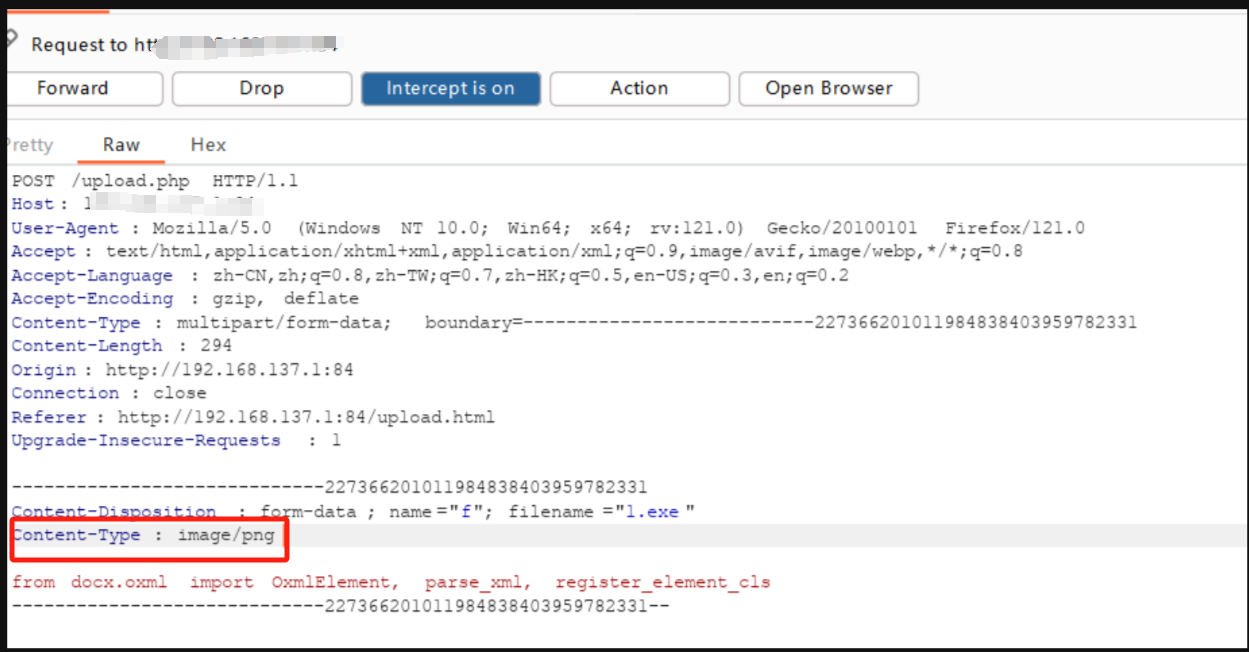 Request to
Forward Drop Intercept is on Action Open Browser
Raw Hex
POST /upload.php HTTP/1.1
Host :
User-Agent : Mozilla/5.0 (Windows NT 10.0; Win64; x64; rv:121.0) Gecko/20100101 Firefox/121.0
Accept : text/html,application/xhtml+xml,application/xml;q=0.9,image/avif,image/webp,*/*;q=0.8
Accept-Language : zh-CN,zh;q=0.8,zh-TW;q=0.7,zh-HK;q=0.5,en-US;q=0.3,en;q=0.2
Accept-Encoding : gzip, deflate
Content-Type : multipart/form-data; boundary=---------------------------227366201011984838403959782331
Content-Length : 294
Origin : http://192.168.137.1:84
Connection : close
Referer : http://192.168.137.1:84/upload.html
Upgrade-Insecure-Requests : 1
-----------------------------227366201011984838403959782331
Content-Disposition : form-data ; name ="f"; filename ="1.exe "
Content-Type : image/png
from docx.oxml import OxmlElement, parse_xml, register_element_cls
-----------------------------227366201011984838403959782331--